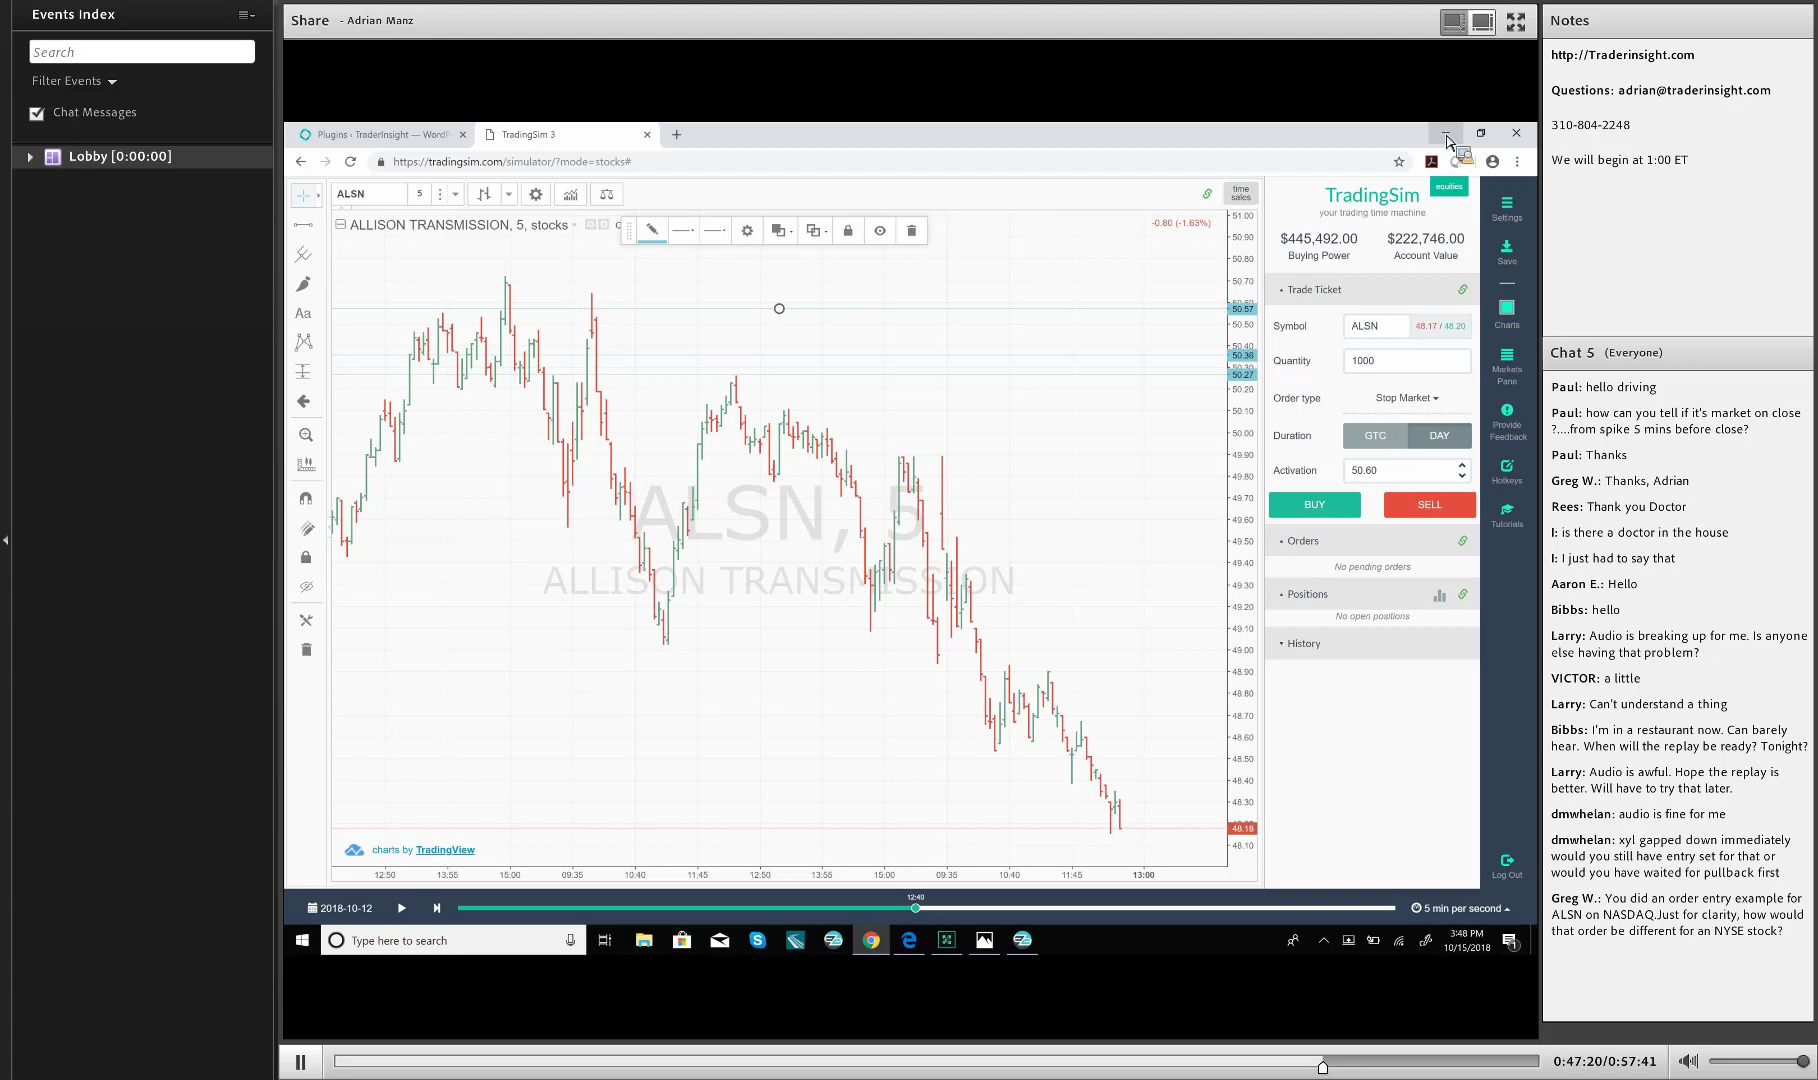 Events Index
Search
Filter Events
Chat Messages
Lobby [0:00:00]
Share - Adrian Manz
Plugins ‹ TraderInsight — WordP
TradingSim 3
https://tradingsim.com/simulator/?mode=stocks#
ALSN 5
time
sales
ALLISON TRANSMISSION, 5, stocks
-0.80 (-1.63%)
Aa
ALSN, 5
ALLISON TRANSMISSION
51.00
50.90
50.80
50.70
50.57
50.50
50.40
50.36
50.27
50.20
50.10
50.00
49.90
49.80
49.70
49.60
49.50
49.40
49.30
49.20
49.10
49.00
48.90
48.80
48.70
48.60
48.50
48.40
48.30
48.18
48.10
charts by TradingView
12:50 13:55 15:00 09:35 10:40 11:45 12:50 13:55 15:00 09:35 10:40 11:45 13:00
TradingSim
equities
your trading time machine
$445,492.00 $222,746.00
Buying Power Account Value
Trade Ticket
Symbol ALSN 48.17 / 48.20
Quantity 1000
Order type Stop Market
Duration GTC DAY
Activation 50.60
BUY SELL
Orders
No pending orders
Positions
No open positions
History
Settings
Save
Charts
Markets
Pane
Provide
Feedback
Hotkeys
Tutorials
Log Out
12:40
2018-10-12
5 min per second
Type here to search
3:48 PM
10/15/2018
1
0:47:20/0:57:41
Notes
http://Traderinsight.com
Questions: adrian@traderinsight.com
310-804-2248
We will begin at 1:00 ET
Chat 5 (Everyone)
Paul: hello driving
Paul: how can you tell if it's market on close
?....from spike 5 mins before close?
Paul: Thanks
Greg W.: Thanks, Adrian
Rees: Thank you Doctor
I: is there a doctor in the house
I: I just had to say that
Aaron E.: Hello
Bibbs: hello
Larry: Audio is breaking up for me. Is anyone
else having that problem?
VICTOR: a little
Larry: Can't understand a thing
Bibbs: I'm in a restaurant now. Can barely
hear. When will the replay be ready? Tonight?
Larry: Audio is awful. Hope the replay is
better. Will have to try that later.
dmwhelan: audio is fine for me
dmwhelan: xyl gapped down immediately
would you still have entry set for that or
would you have waited for pullback first
Greg W.: You did an order entry example for
ALSN on NASDAQ.Just for clarity, how would
that order be different for an NYSE stock?